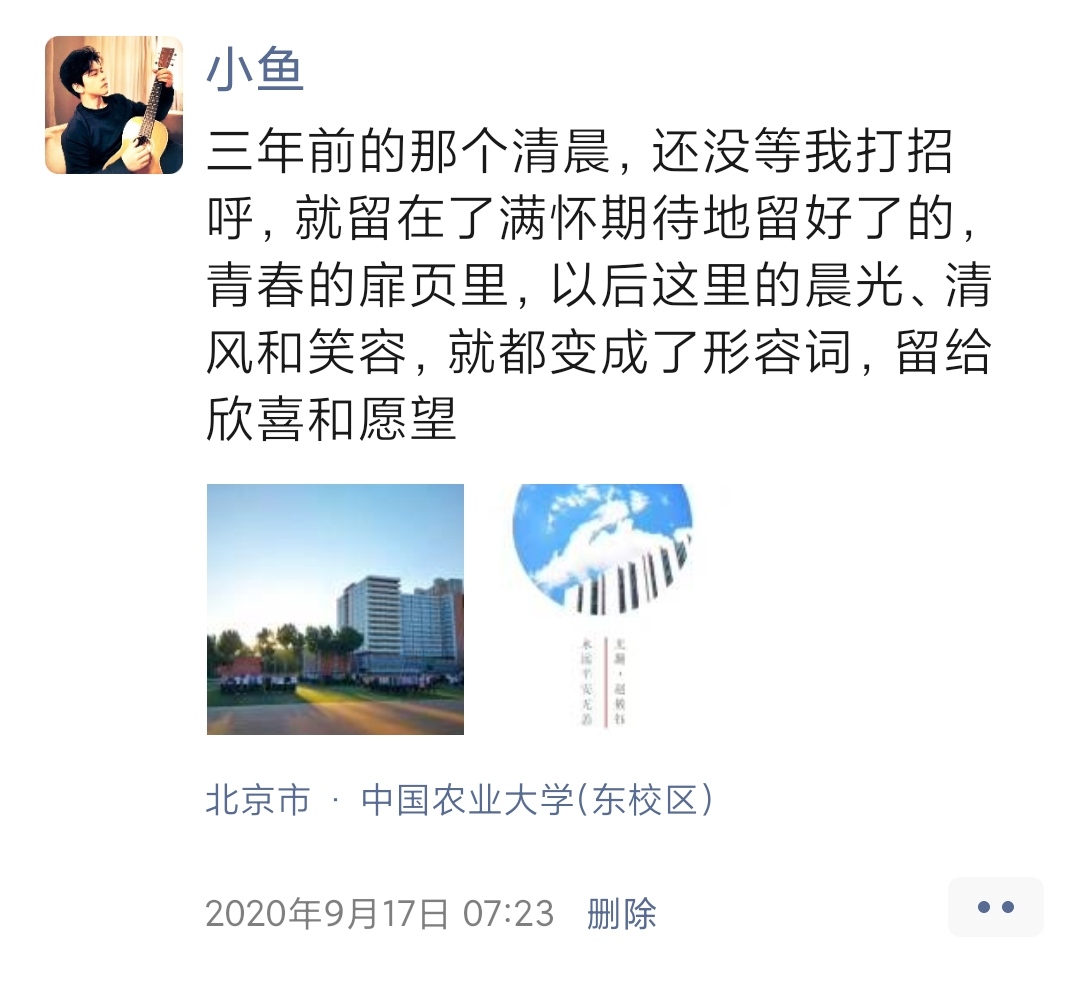 小鱼
三年前的那个清晨，还没等我打招
呼，就留在了满怀期待地留好了的，
青春的扉页里，以后这里的晨光、清
风和笑容，就都变成了形容词，留给
欣喜和愿望
永远平安无恙
北京市 · 中国农业大学(东校区)
2020年9月17日 07:23 删除